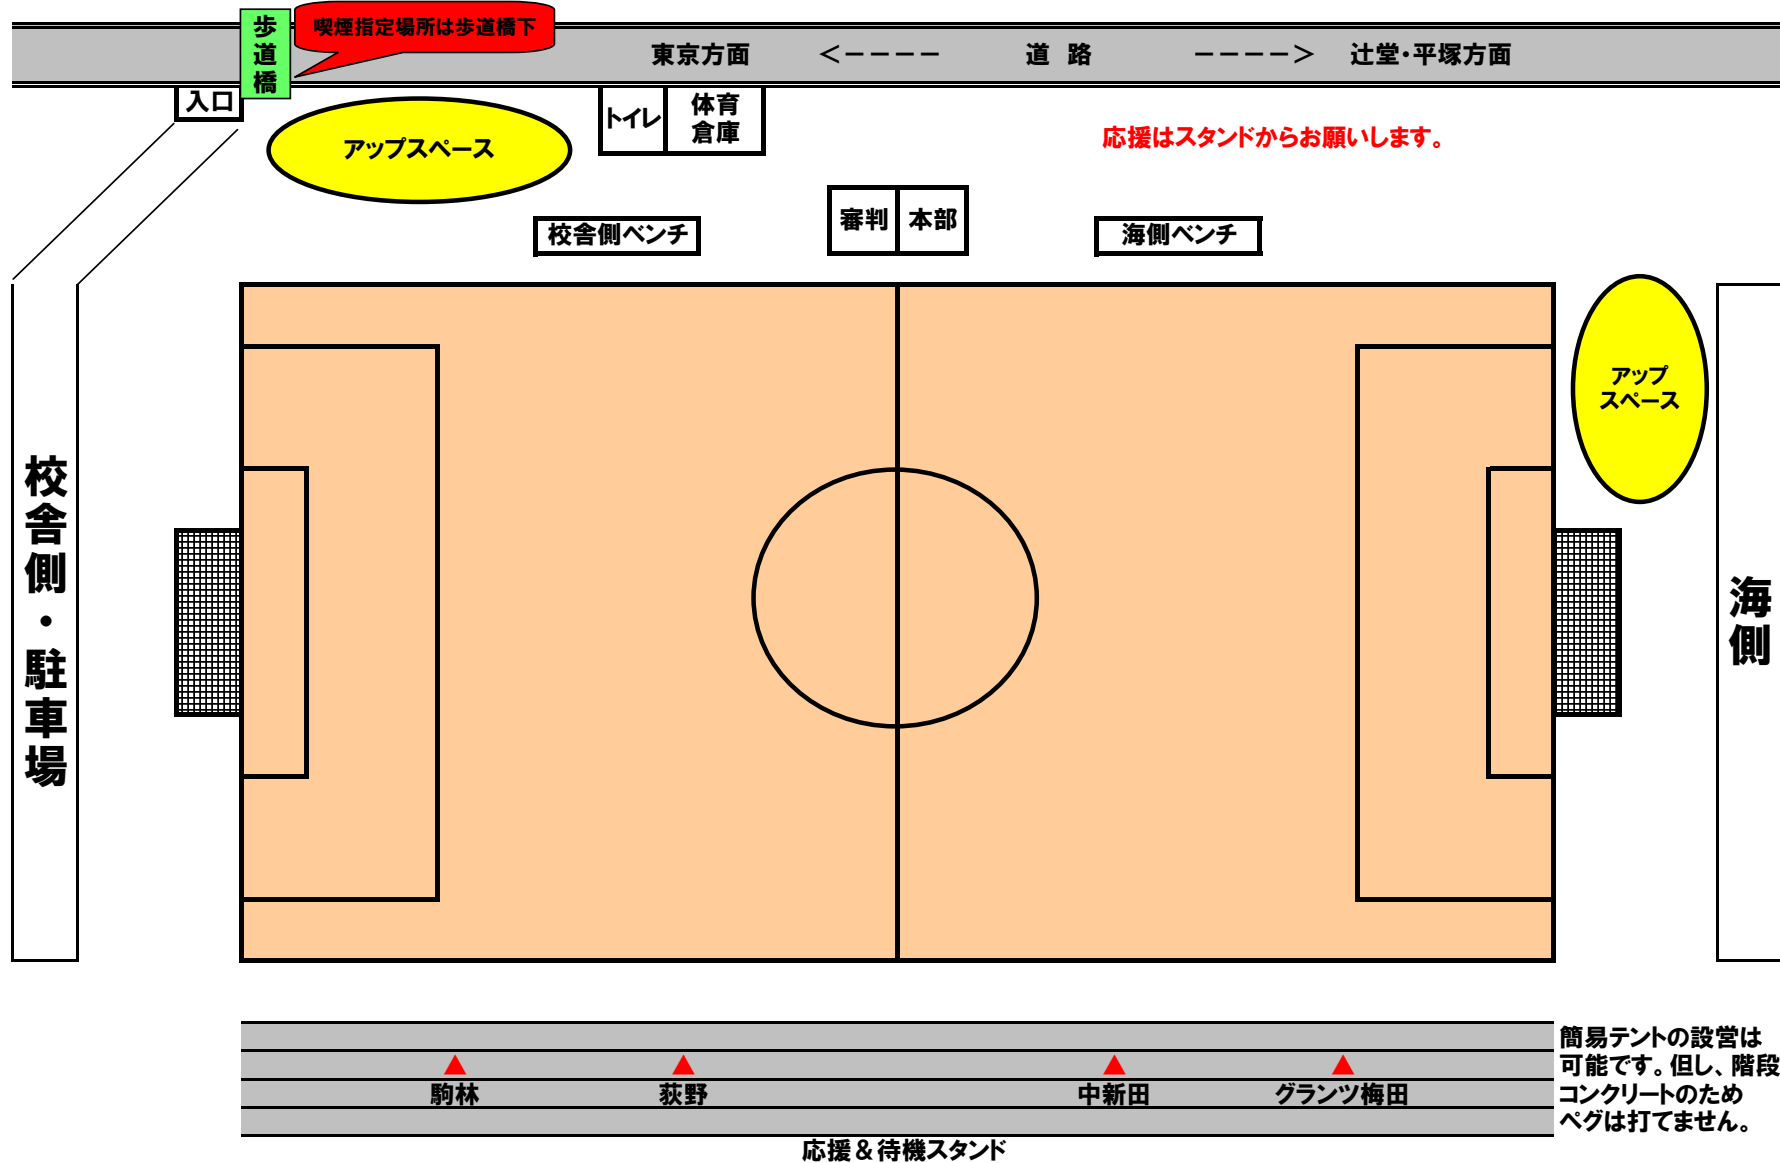 歩道橋
喫煙指定場所は歩道橋下
東京方面 <---- 道 路 ----> 辻堂・平塚方面
入口
アップスペース
トイレ
体育
倉庫
応援はスタンドからお願いします。
校舎側ベンチ
審判
本部
海側ベンチ
アップ
スペース
校舎側・駐車場
海側
▲ ▲ ▲ ▲
駒林 荻野 中新田 グランツ梅田
簡易テントの設営は
可能です。但し、階段
コンクリートのため
ペグは打てません。
応援&待機スタンド